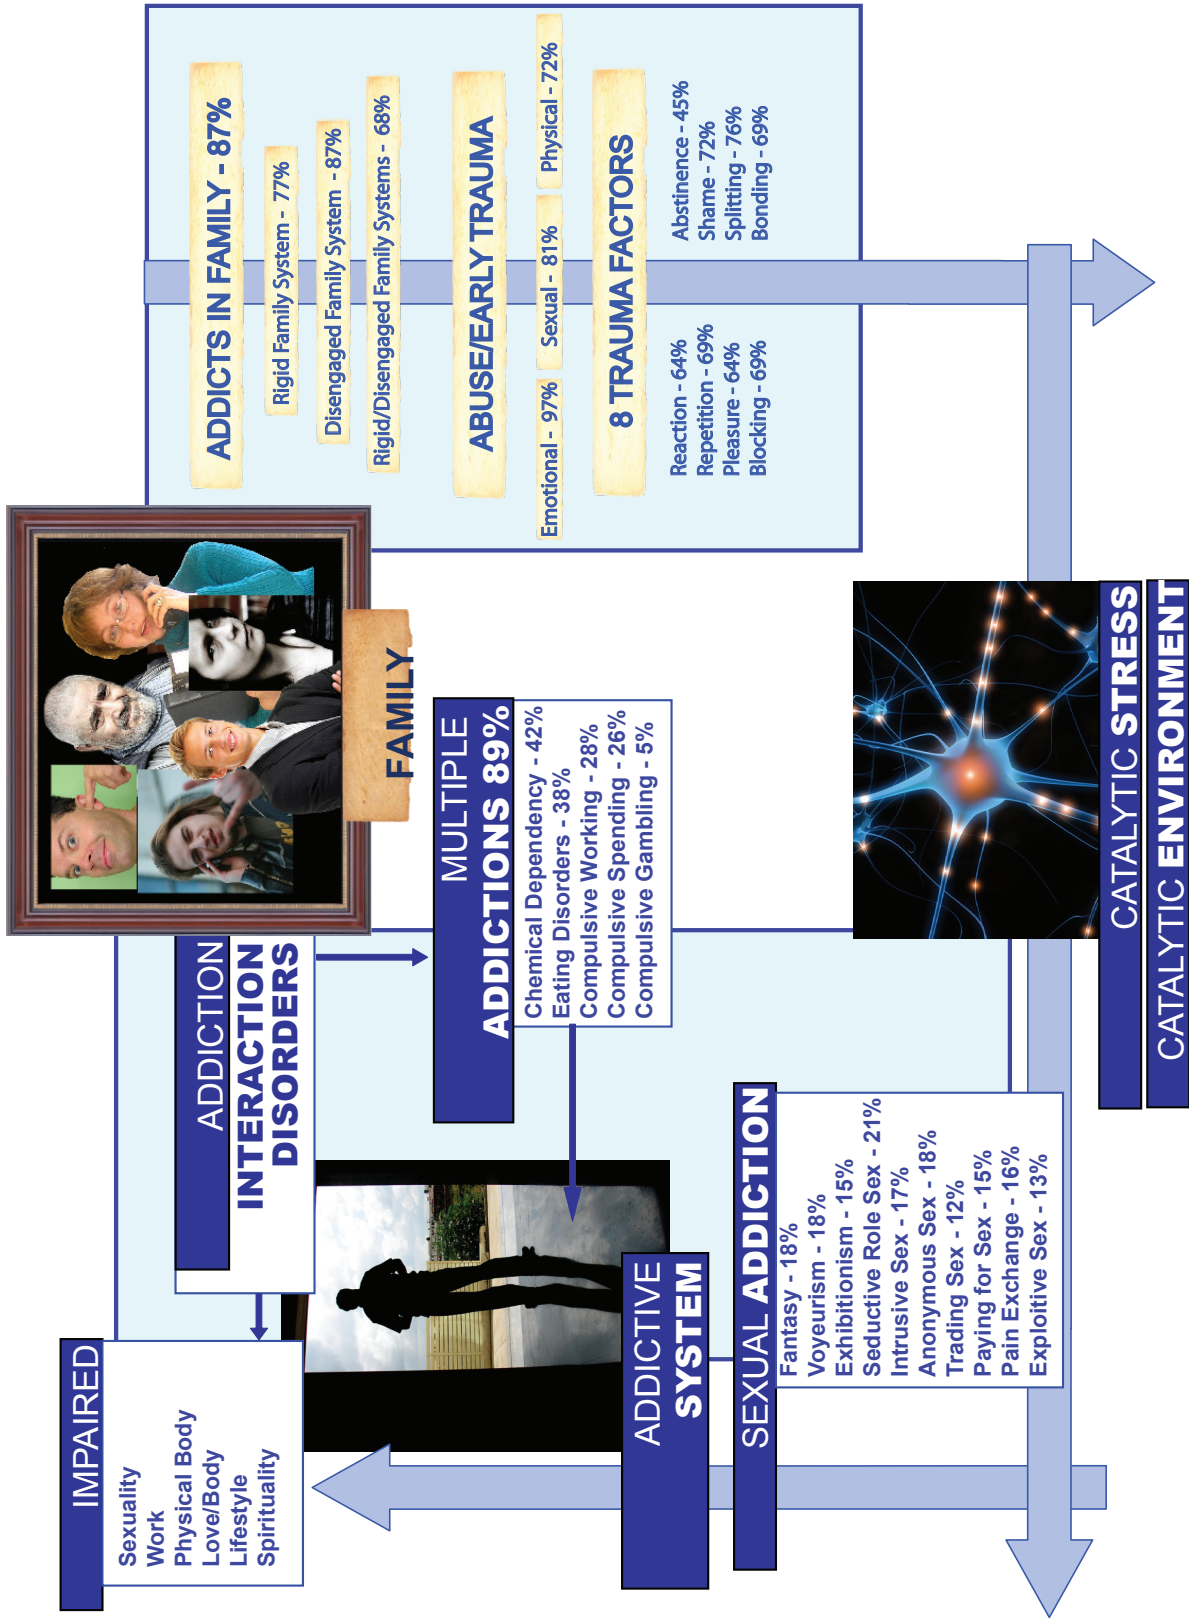 IMPAIRED
Sexuality
Work
Physical Body
Love/Body
Lifestyle
Spirituality
ADDICTION
INTERACTION
DISORDERS
FAMILY
MULTIPLE
ADDICTIONS 89%
Chemical Dependency - 42%
Eating Disorders - 38%
Compulsive Working - 28%
Compulsive Spending - 26%
Compulsive Gambling - 5%
ADDICTIVE
SYSTEM
SEXUAL ADDICTION
Fantasy - 18%
Voyeurism - 18%
Exhibitionism - 15%
Seductive Role Sex - 21%
Intrusive Sex - 17%
Anonymous Sex - 18%
Trading Sex - 12%
Paying for Sex - 15%
Pain Exchange - 16%
Exploitive Sex - 13%
ADDICTS IN FAMILY - 87%
Rigid Family System - 77%
Disengaged Family System - 87%
Rigid/Disengaged Family Systems - 68%
ABUSE/EARLY TRAUMA
Emotional - 97%
Sexual - 81%
Physical - 72%
8 TRAUMA FACTORS
Reaction - 64%
Repetition - 69%
Pleasure - 64%
Blocking - 69%
Abstinence - 45%
Shame - 72%
Splitting - 76%
Bonding - 69%
CATALYTIC STRESS
CATALYTIC ENVIRONMENT